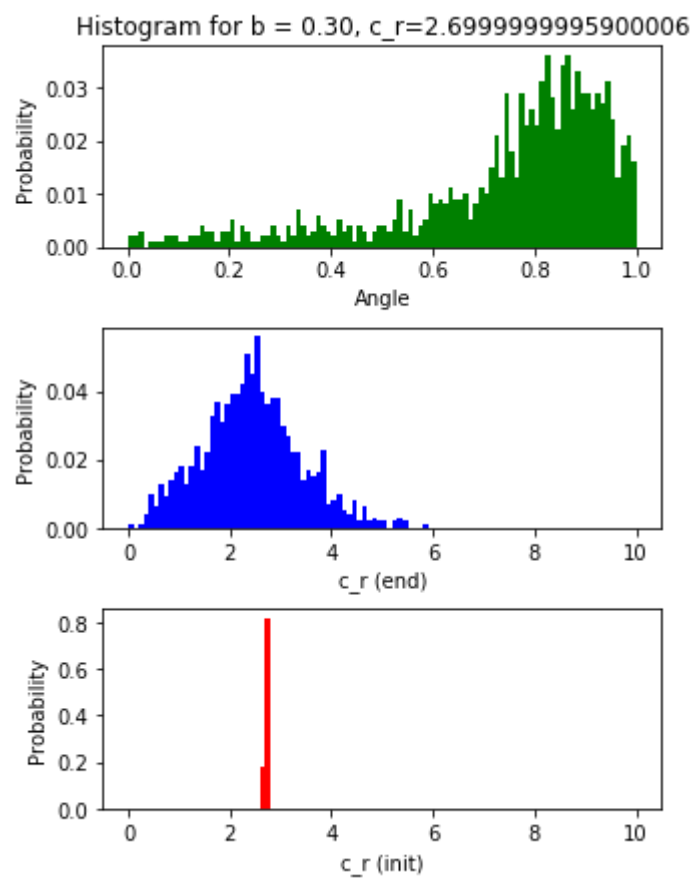 Histogram for b = 0.30, c_r=2.6999999995900006
0.03
0.02
0.01
0.00
Probability
0.0 0.2 0.4 0.6 0.8 1.0
Angle
0.04
0.02
0.00
Probability
0 2 4 6 8 10
c_r (end)
0.8
0.6
0.4
0.2
0.0
Probability
0 2 4 6 8 10
c_r (init)